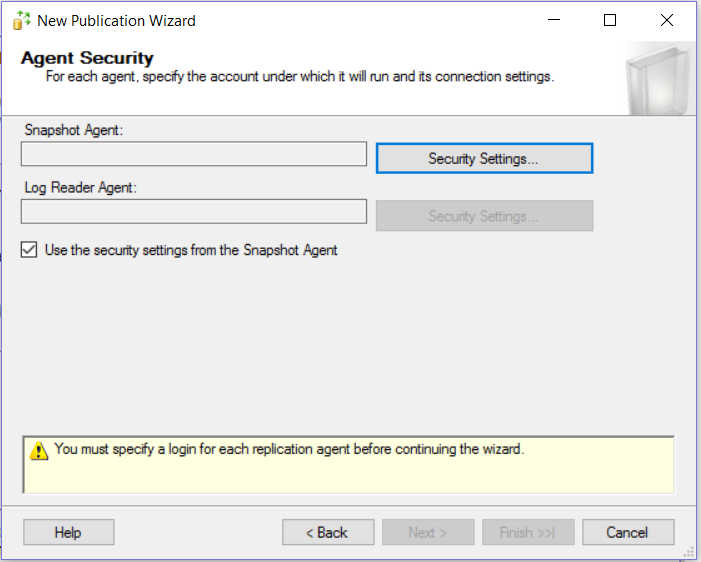 New Publication Wizard
Agent Security
For each agent, specify the account under which it will run and its connection settings.
Snapshot Agent:
Security Settings...
Log Reader Agent:
Security Settings...
Use the security settings from the Snapshot Agent
You must specify a login for each replication agent before continuing the wizard.
Help
< Back
Next >
Finish >>|
Cancel